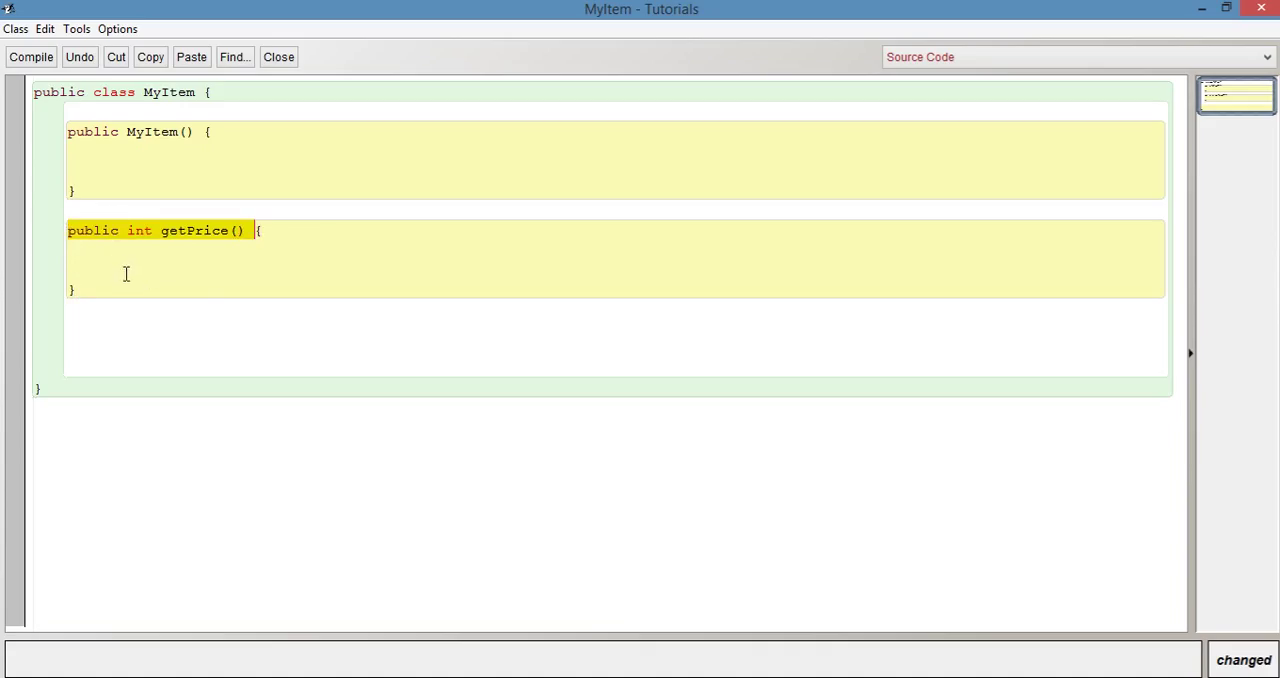 MyItem - Tutorials
Class Edit Tools Options
Compile Undo Cut Copy Paste Find... Close Source Code
public class MyItem {
public MyItem() {
}
public int getPrice() {
}
}
changed